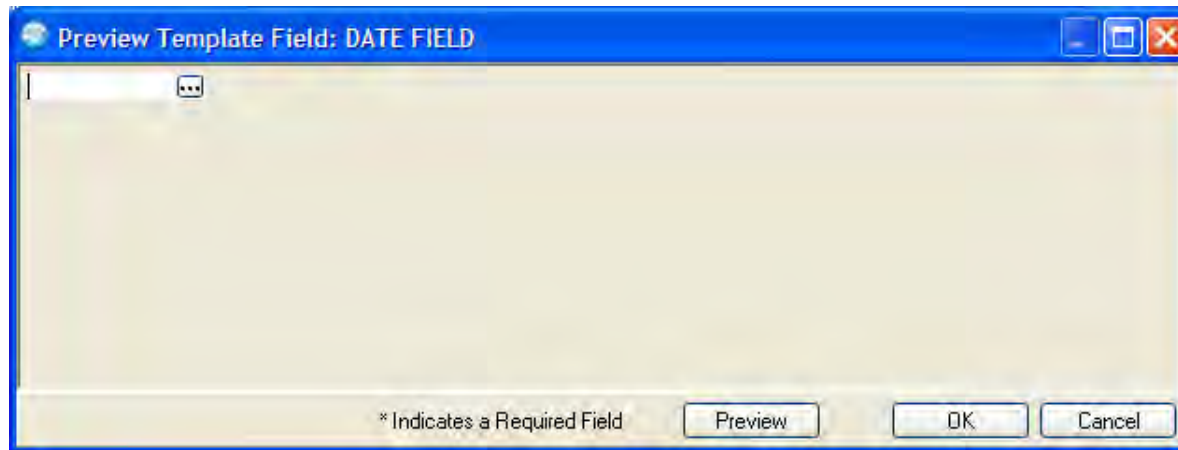 Preview Template Field: DATE FIELD
...
* Indicates a Required Field Preview OK Cancel